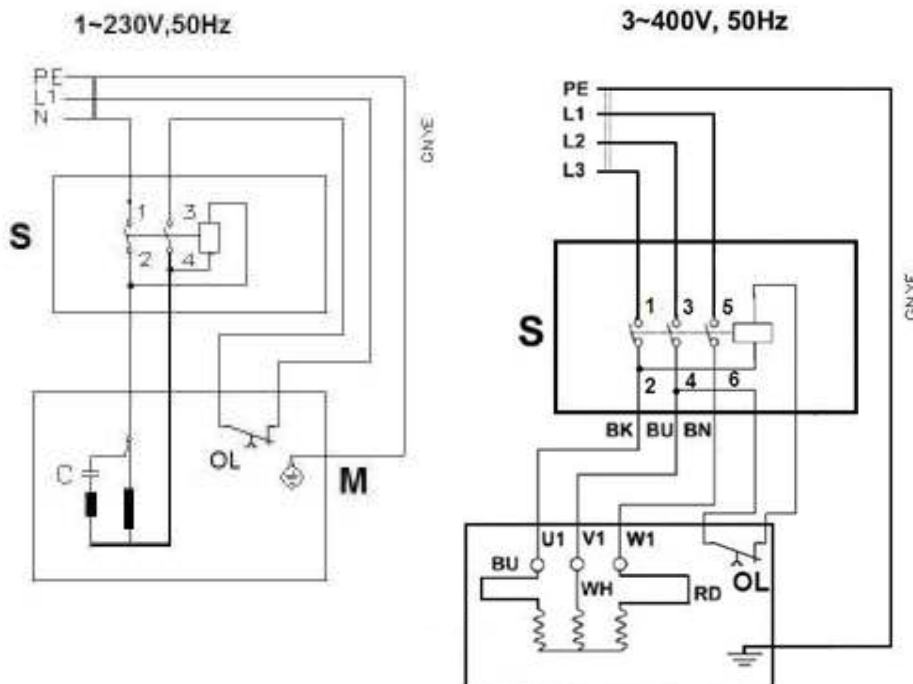 1~230V,50Hz
PE
L1
N
GNYE
S
1
3
2
4
OL
C
M
3~400V, 50Hz
PE
L1
L2
L3
GNYE
S
1 3 5
2 4 6
BK BU BN
U1 V1 W1
BU
WH
RD
OL